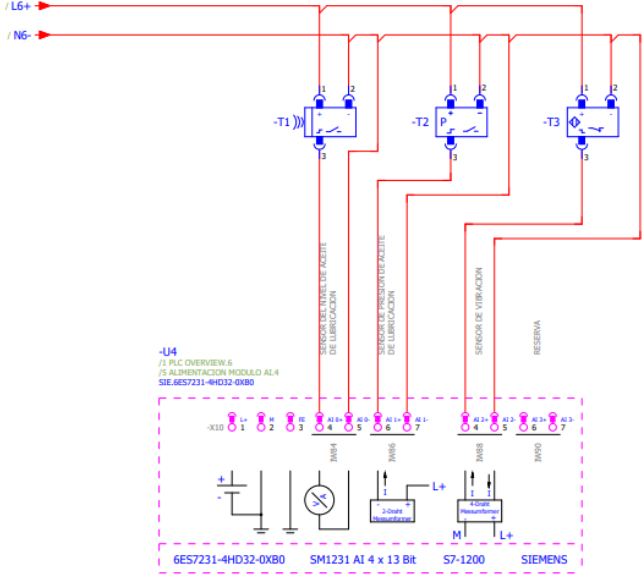 / L6+
/ N6-
1 2
1 2
1 2
-T1
+ -
-T2
+ -
P
-T3
+ -
3
3
3
SENSOR DEL NIVEL DE ACEITE
DE LUBRICACION
SENSOR DE PRESION DE ACEITE
DE LUBRICACION
SENSOR DE VIBRACION
RESERVA
-U4
/1 PLC OVERVIEW.6
/5 ALIMENTACION MODULO AI.4
SIE.6ES7231-4HD32-0XB0
L+ M FE AI 0+ AI 0- AI 1+ AI 1- AI 2+ AI 2- AI 3+ AI 3-
-X10 1 2 3 4 5 6 7 4 5 6 7
IW84
IW86
IW88
IW90
+
-
V
A
I
L+
- +
2-Draht
Messumformer
I I
4-Draht
Messumformer
- +
M L+
6ES7231-4HD32-0XB0 SM1231 AI 4 x 13 Bit S7-1200 SIEMENS